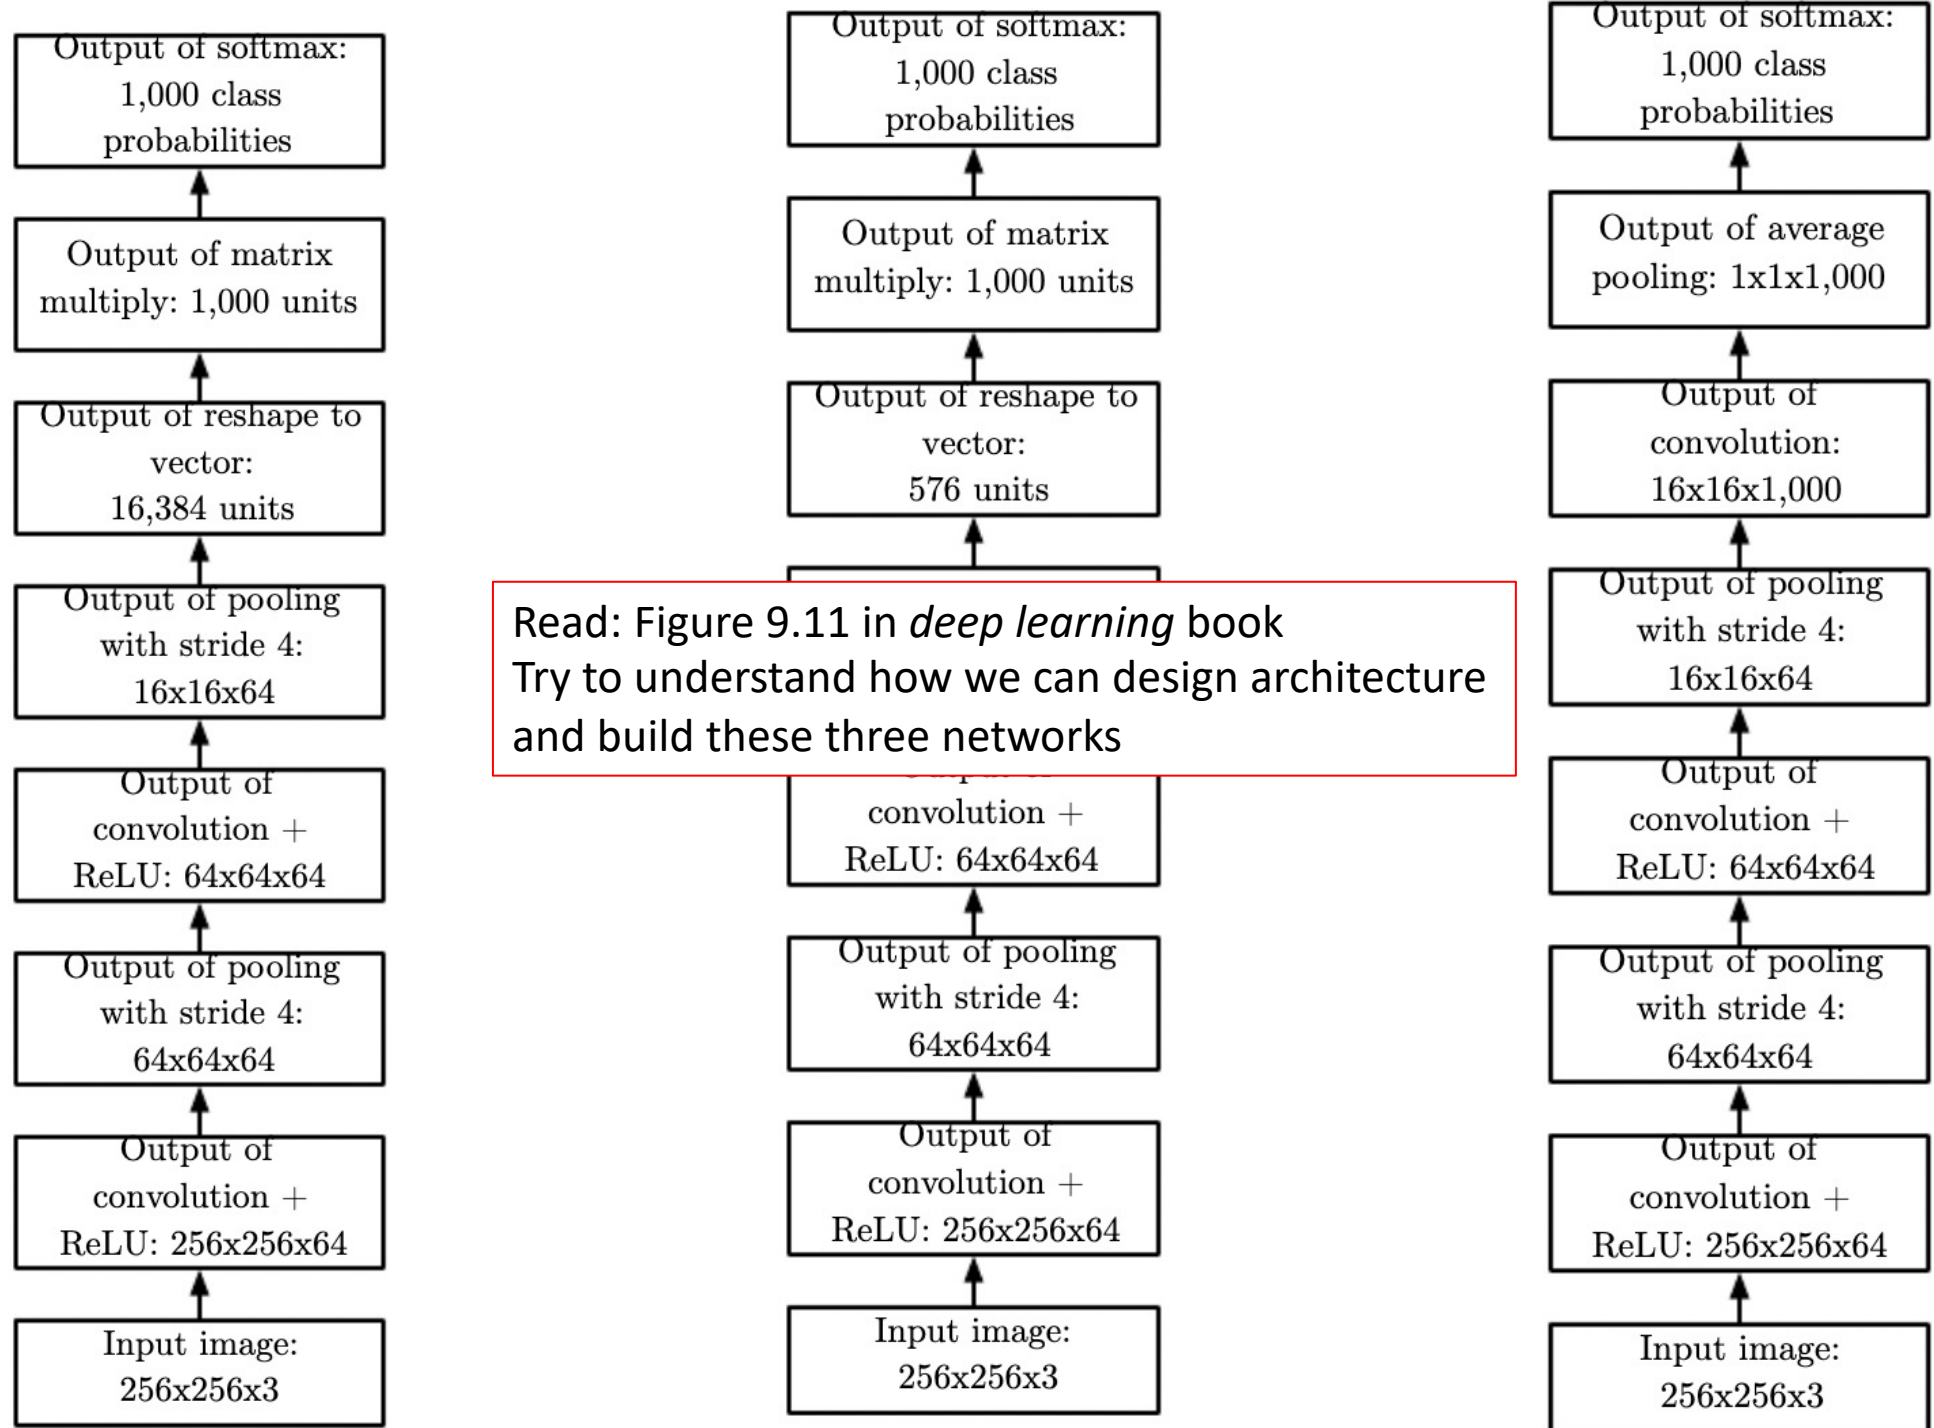 Output of softmax:
1,000 class
probabilities
Output of matrix
multiply: 1,000 units
Output of reshape to
vector:
16,384 units
Output of pooling
with stride 4:
16x16x64
Output of
convolution +
ReLU: 64x64x64
Output of pooling
with stride 4:
64x64x64
Output of
convolution +
ReLU: 256x256x64
Input image:
256x256x3
Output of softmax:
1,000 class
probabilities
Output of matrix
multiply: 1,000 units
Output of reshape to
vector:
576 units
Read: Figure 9.11 in deep learning book
Try to understand how we can design architecture
and build these three networks
convolution +
ReLU: 64x64x64
Output of pooling
with stride 4:
64x64x64
Output of
convolution +
ReLU: 256x256x64
Input image:
256x256x3
Output of softmax:
1,000 class
probabilities
Output of average
pooling: 1x1x1,000
Output of
convolution:
16x16x1,000
Output of pooling
with stride 4:
16x16x64
Output of
convolution +
ReLU: 64x64x64
Output of pooling
with stride 4:
64x64x64
Output of
convolution +
ReLU: 256x256x64
Input image:
256x256x3